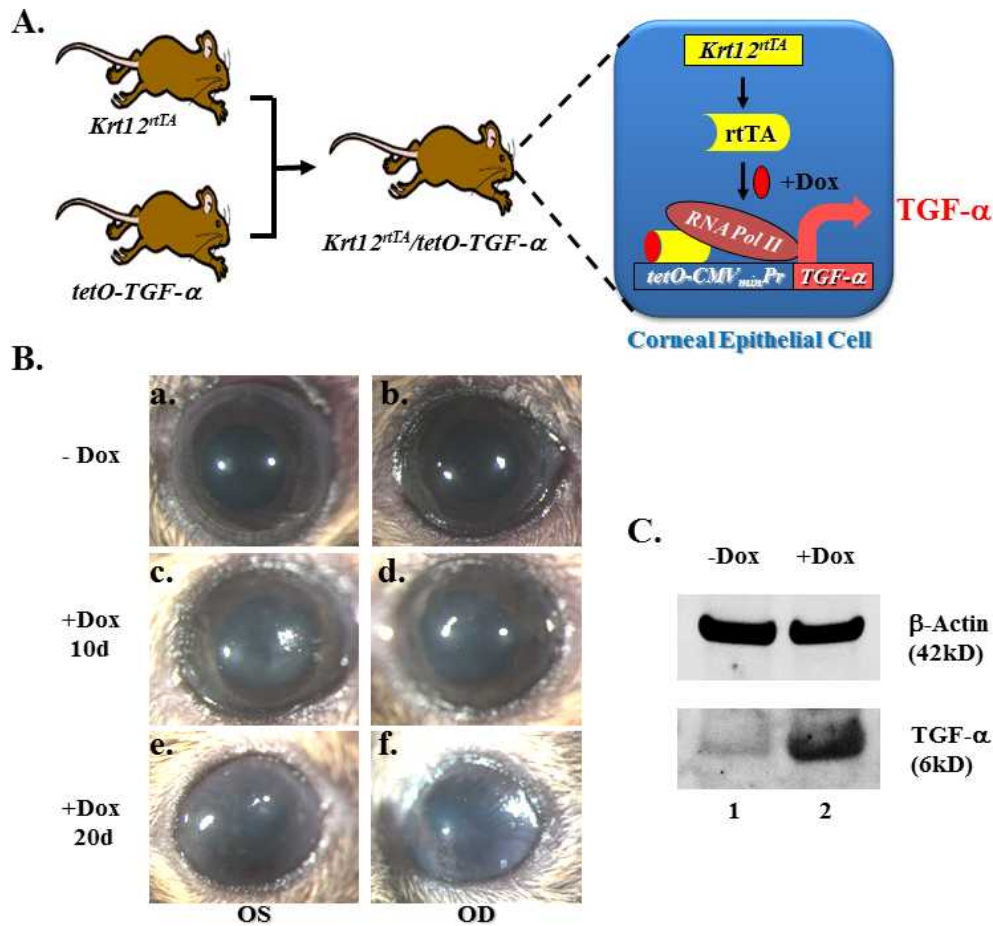 A.
Krt12rtTA
tetO-TGF-α
Krt12rtTA/tetO-TGF-α
Krt12rtTA
rtTA
+Dox
RNA Pol II
TGF-α
tetO-CMVminPr
TGF-α
Corneal Epithelial Cell
B.
- Dox
a.
b.
+Dox
10d
c.
d.
+Dox
20d
e.
f.
OS
OD
C.
-Dox
+Dox
β-Actin
(42kD)
TGF-α
(6kD)
1
2